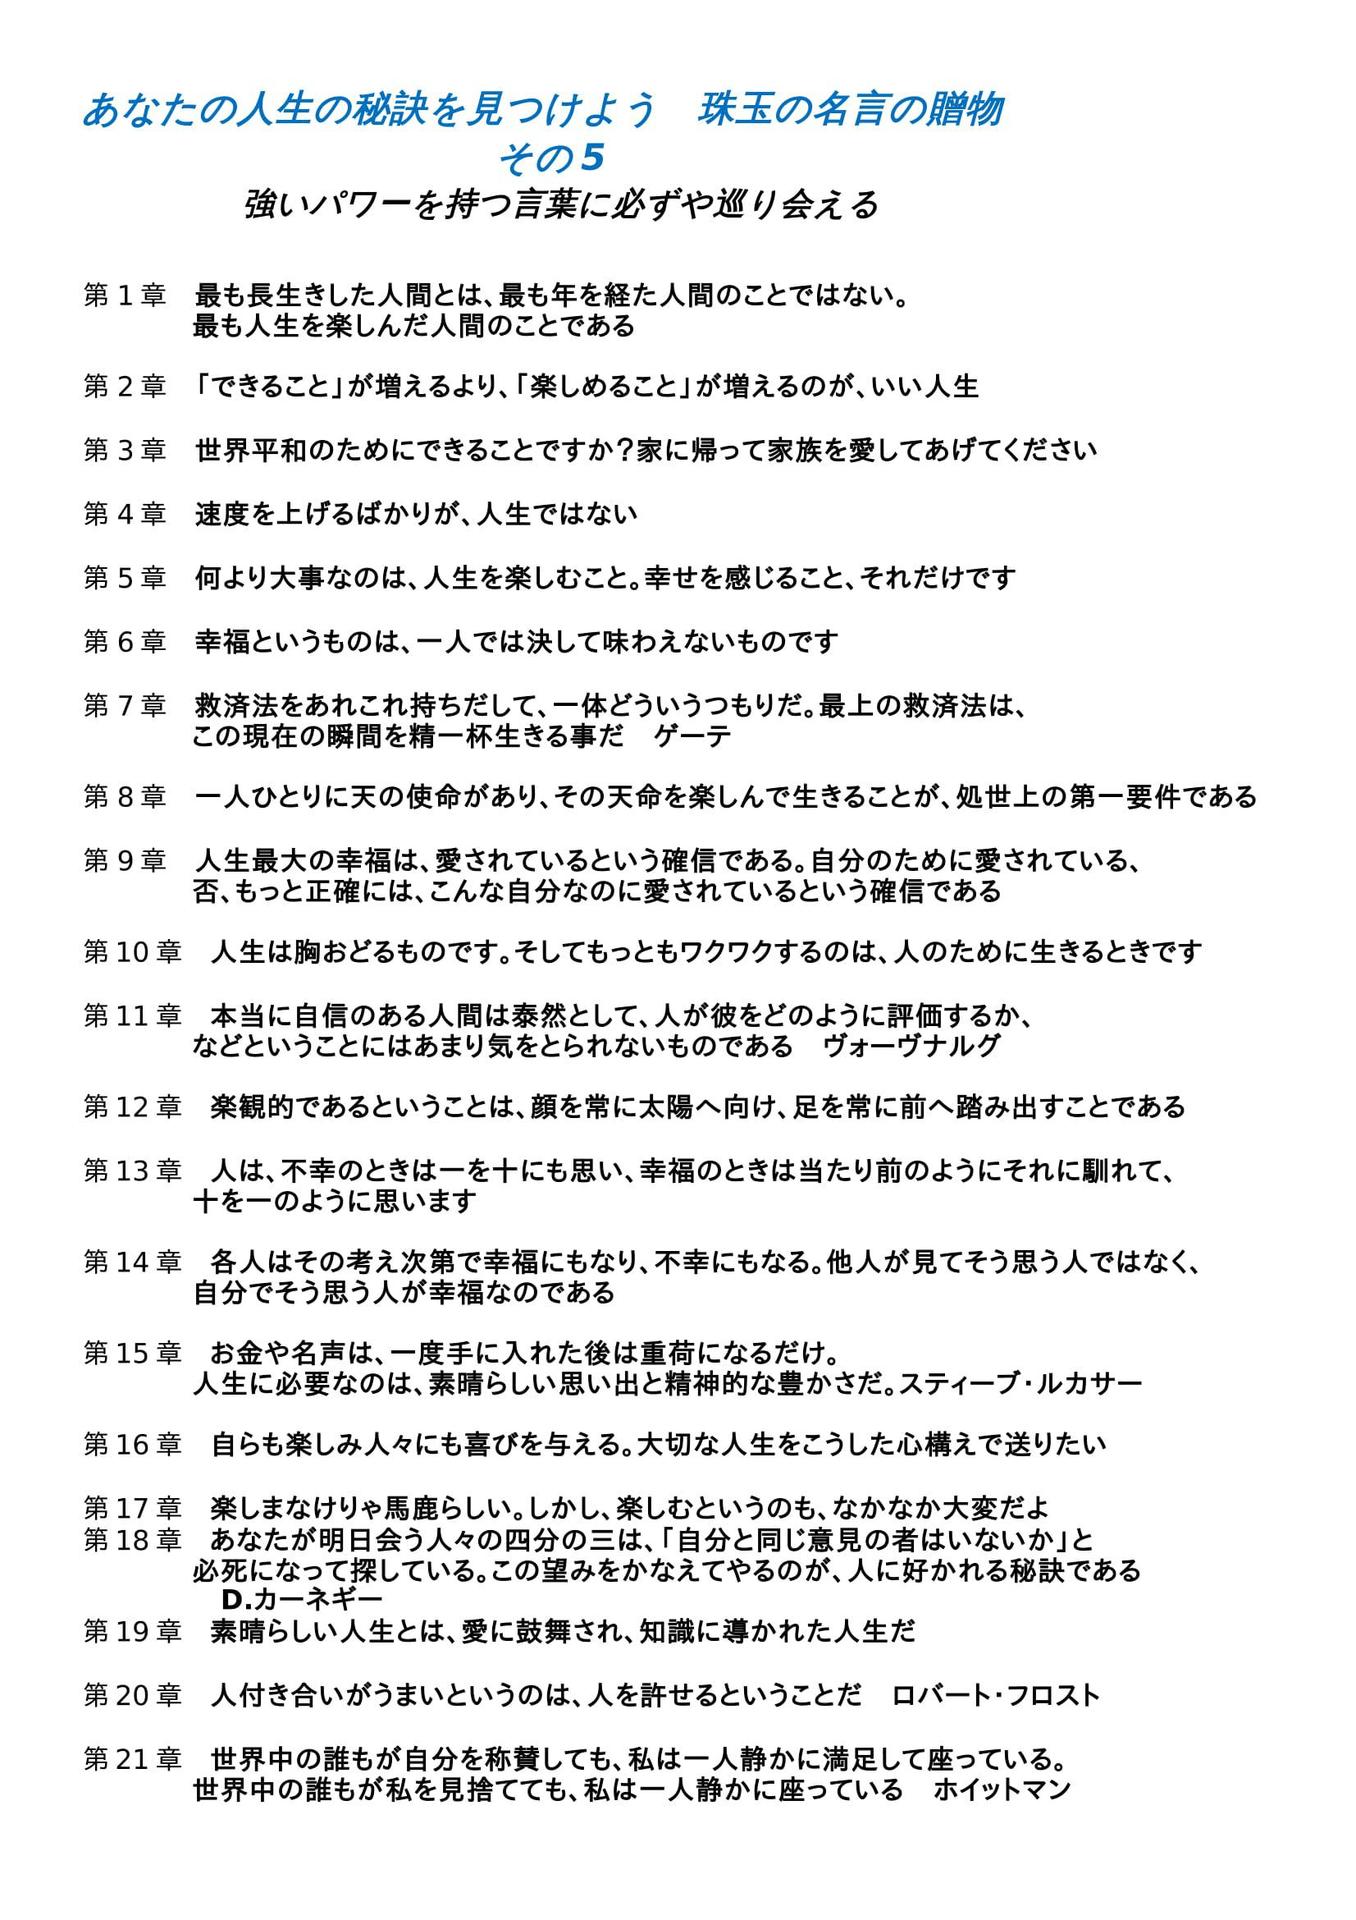 あなたの人生の秘訣を見つけよう　珠玉の名言の贈物
その5
強いパワーを持つ言葉に必ずや巡り会える
第1章　最も長生きした人間とは、最も年を経た人間のことではない。
最も人生を楽しんだ人間のことである
第2章　「できること」が増えるより、「楽しめること」が増えるのが、いい人生
第3章　世界平和のためにできることですか？家に帰って家族を愛してあげてください
第4章　速度を上げるばかりが、人生ではない
第5章　何より大事なのは、人生を楽しむこと。幸せを感じること、それだけです
第6章　幸福というものは、一人では決して味わえないものです
第7章　救済法をあれこれ持ちだして、一体どういうつもりだ。最上の救済法は、
この現在の瞬間を精一杯生きる事だ　ゲーテ
第8章　一人ひとりに天の使命があり、その天命を楽しんで生きることが、処世上の第一要件である
第9章　人生最大の幸福は、愛されているという確信である。自分のために愛されている、
否、もっと正確には、こんな自分なのに愛されているという確信である
第10章　人生は胸おどるものです。そしてもっともワクワクするのは、人のために生きるときです
第11章　本当に自信のある人間は泰然として、人が彼をどのように評価するか、
などということにはあまり気をとられないものである　ヴォーヴナルグ
第12章　楽観的であるということは、顔を常に太陽へ向け、足を常に前へ踏み出すことである
第13章　人は、不幸のときは一を十にも思い、幸福のときは当たり前のようにそれに馴れて、
十を一のように思います
第14章　各人はその考え次第で幸福にもなり、不幸にもなる。他人が見てそう思う人ではなく、
自分でそう思う人が幸福なのである
第15章　お金や名声は、一度手に入れた後は重荷になるだけ。
人生に必要なのは、素晴らしい思い出と精神的な豊かさだ。スティーブ・ルカサー
第16章　自らも楽しみ人々にも喜びを与える。大切な人生をこうした心構えで送りたい
第17章　楽しまなけりゃ馬鹿らしい。しかし、楽しむというのも、なかなか大変だよ
第18章　あなたが明日会う人々の四分の三は、「自分と同じ意見の者はいないか」と
必死になって探している。この望みをかなえてやるのが、人に好かれる秘訣である
D.カーネギー
第19章　素晴らしい人生とは、愛に鼓舞され、知識に導かれた人生だ
第20章　人付き合いがうまいというのは、人を許せるということだ　ロバート・フロスト
第21章　世界中の誰もが自分を称賛しても、私は一人静かに満足して座っている。
世界中の誰もが私を見捨てても、私は一人静かに座っている　ホイットマン